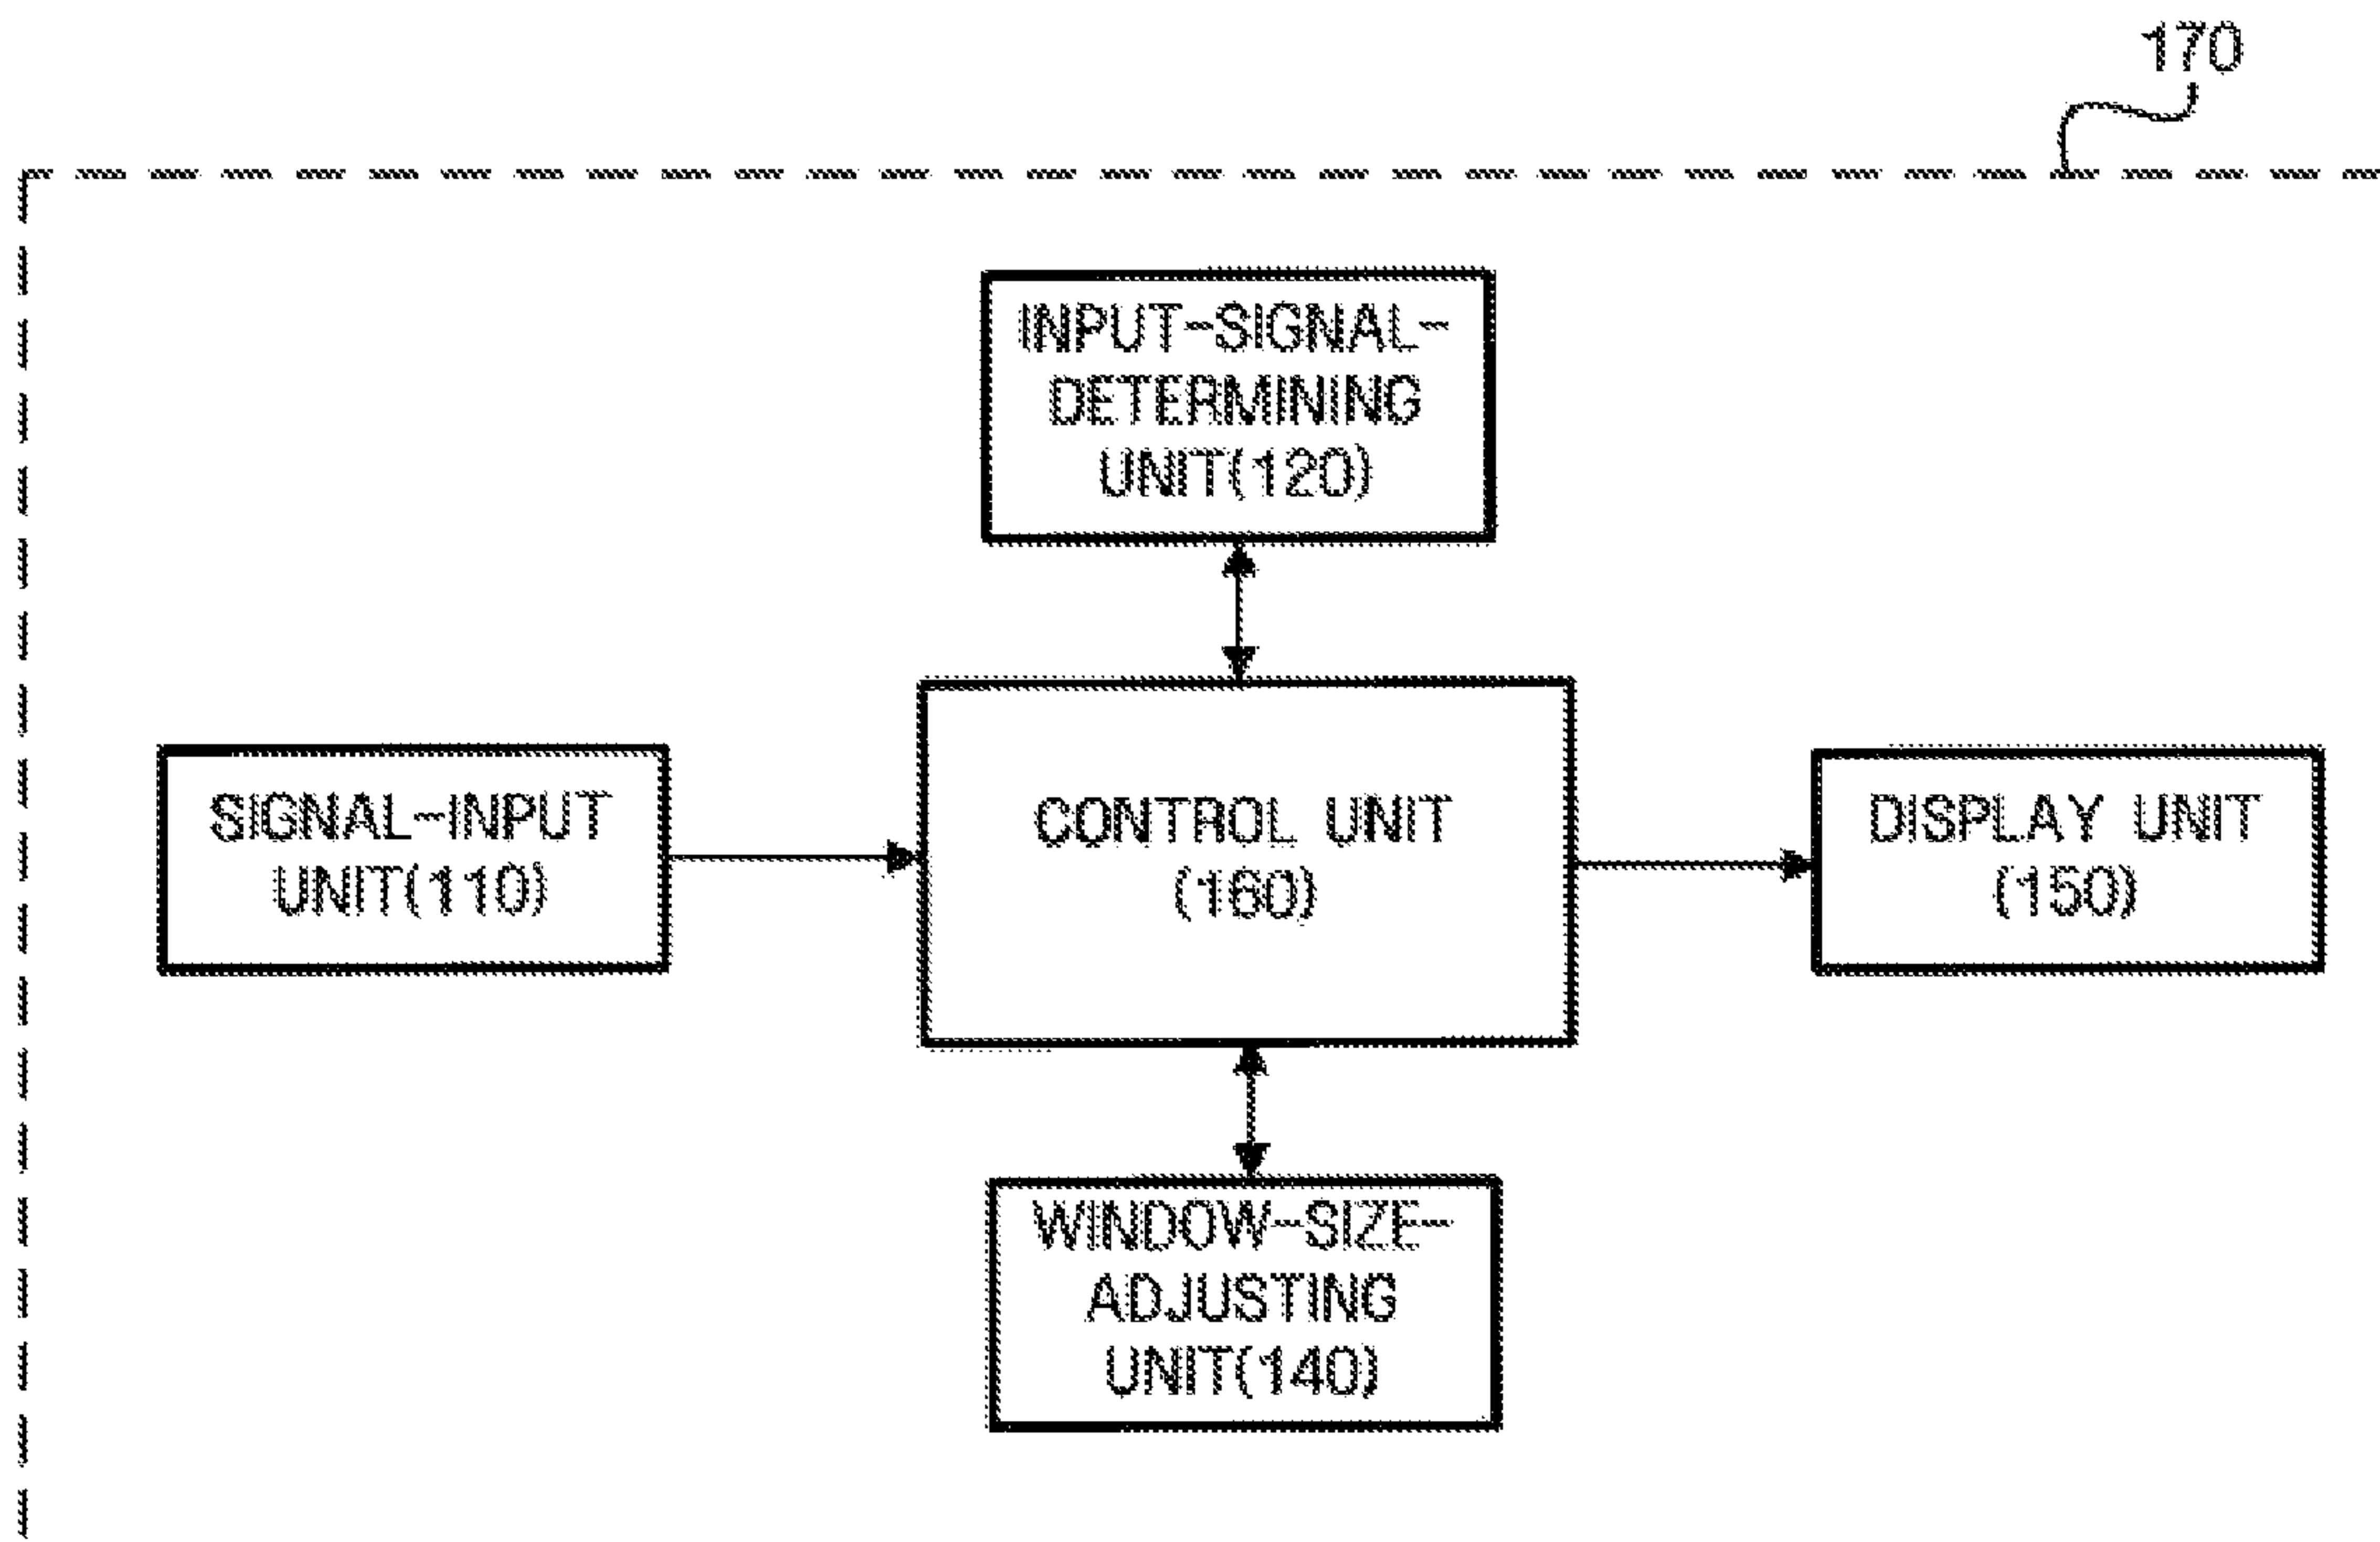 170
INPUT-SIGNAL-
DETERMINING
UNIT(120)
SIGNAL-INPUT
UNIT(110)
CONTROL UNIT
(160)
DISPLAY UNIT
(150)
WINDOW-SIZE-
ADJUSTING
UNIT(140)